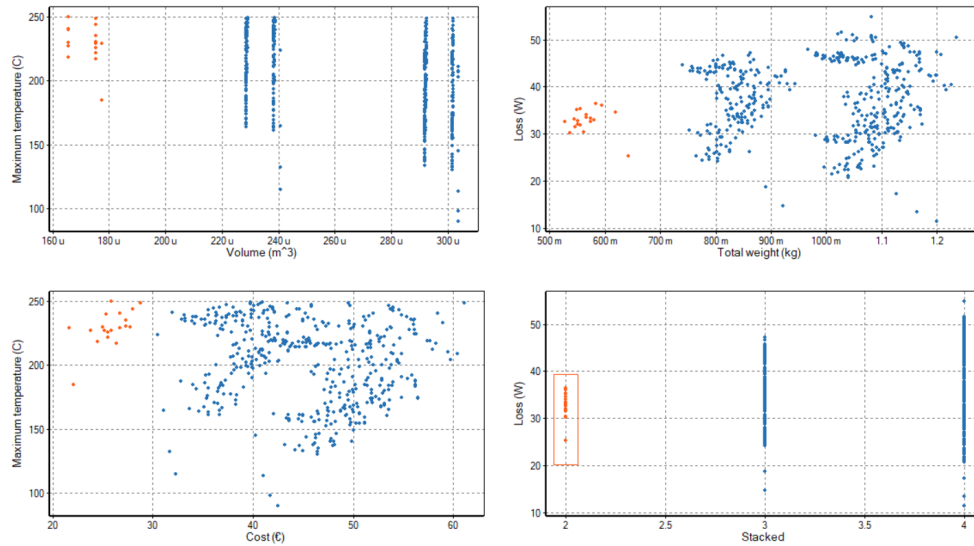 Maximum temperature (C)
250
200
150
100
160 u
180 u
200 u
220 u
240 u
260 u
280 u
300 u
Volume (m^3)
Loss (W)
50
40
30
20
10
500 m
600 m
700 m
800 m
900 m
1000 m
1.1
1.2
Total weight (kg)
Maximum temperature (C)
250
200
150
100
20
30
40
50
60
Cost (€)
Loss (W)
50
40
30
20
10
2
2.5
3
3.5
4
Stacked